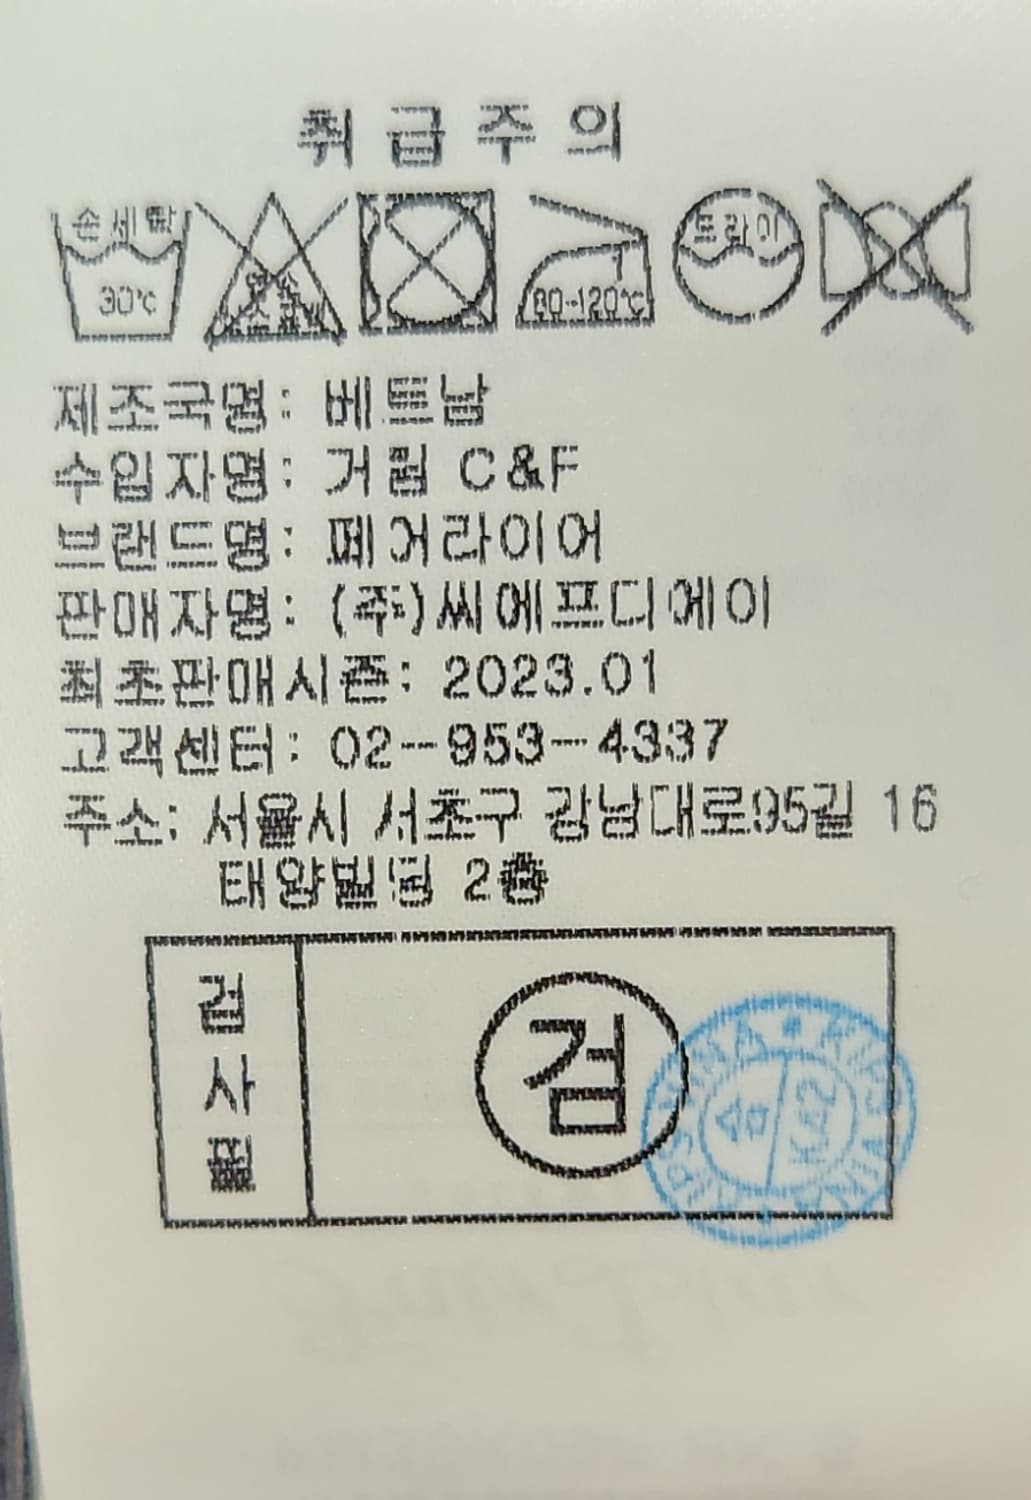 취급주의
손세탁 30℃ 80-120℃ 드라이
제조국명: 베트남
수입자명: 거림 C&F
브랜드명: 페어라이어
판매자명: (주)씨에프디에이
최초판매시즌: 2023.01
고객센터: 02-953-4337
주소: 서울시 서초구 강남대로95길 16
태양빌딩 2층
검사필
검